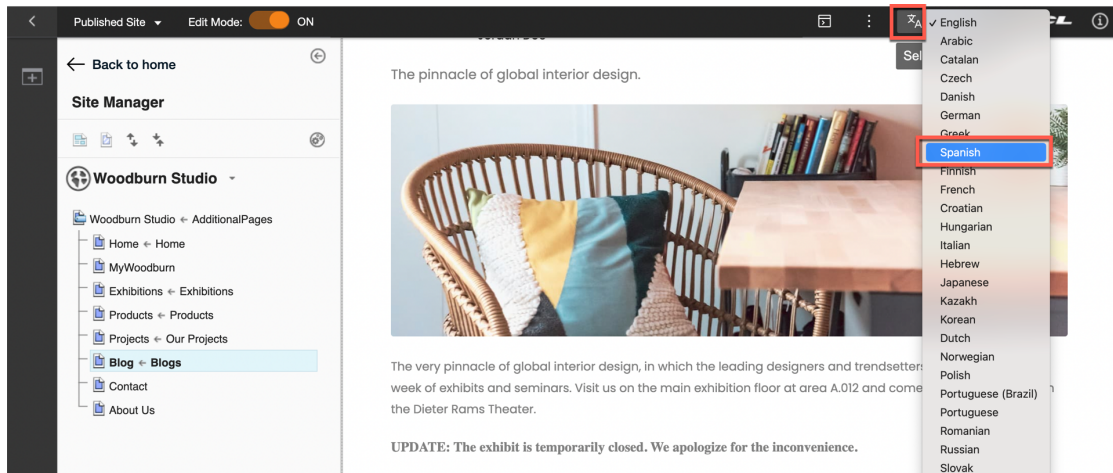 Published Site
Edit Mode: ON
✓ English
Arabic
Catalan
Czech
Danish
German
Greek
Spanish
Finnish
French
Croatian
Hungarian
Italian
Hebrew
Japanese
Kazakh
Korean
Dutch
Norwegian
Polish
Portuguese (Brazil)
Portuguese
Romanian
Russian
Slovak
Sel
← Back to home
Site Manager
Woodburn Studio
Woodburn Studio ← AdditionalPages
Home ← Home
MyWoodburn
Exhibitions ← Exhibitions
Products ← Products
Projects ← Our Projects
Blog ← Blogs
Contact
About Us
The pinnacle of global interior design.
The very pinnacle of global interior design, in which the leading designers and trendsetter
week of exhibits and seminars. Visit us on the main exhibition floor at area A.012 and come
the Dieter Rams Theater.
UPDATE: The exhibit is temporarily closed. We apologize for the inconvenience.